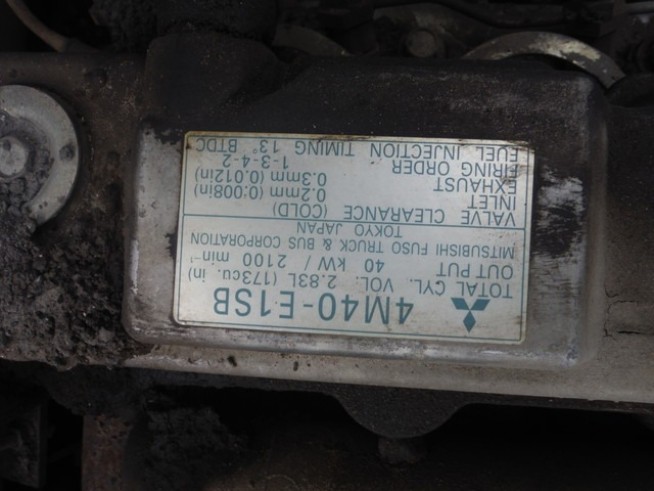 4M40-E1SB
TOTAL CYL. VOL. 2.83L (173cu. in)
OUTPUT 40 kW / 2100 min⁻¹
MITSUBISHI FUSO TRUCK & BUS CORPORATION
TOKYO JAPAN
VALVE CLEARANCE (COLD)
INLET 0.2mm (0.008in)
EXHAUST 0.3mm (0.012in)
FIRING ORDER 1-3-4-2
FUEL INJECTION TIMING 13° BTDC